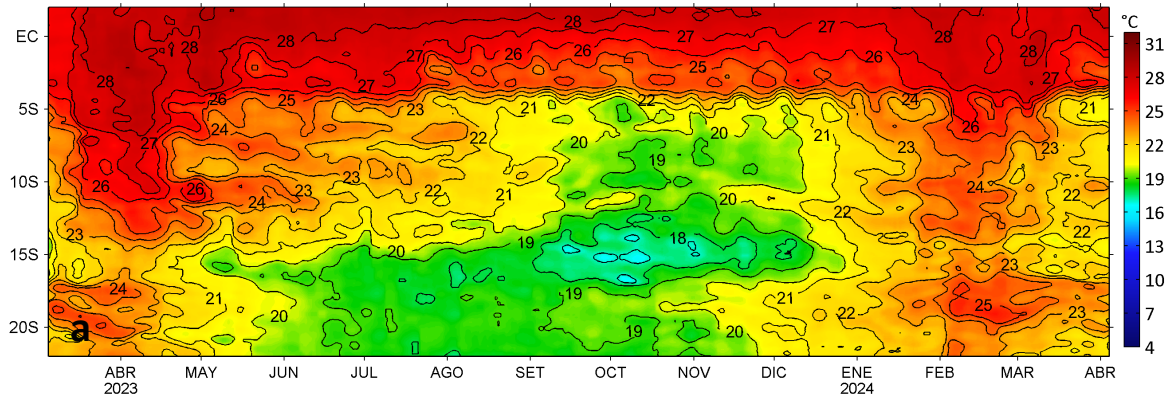 28 28 28 °C
EC 28 28 27 27 27 28 31
26 26 26 26
28 27 25 27 28
26 25 22 24
5S 23 21 21 25
24 22 20 21 26
27 20 23 23 22
19
23 22
10S 26 26 23 24 19
24 21 20 22 22
23 19 18 22 16
15S 20 23 13
24 19
21 21 25 10
20 22 23
20S a 19 20 7
4
ABR MAY JUN JUL AGO SET OCT NOV DIC ENE FEB MAR ABR
2023 2024